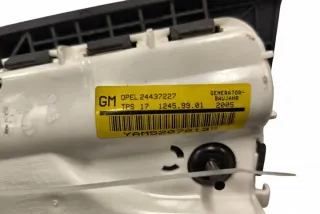 GM OPEL 24437227 GENERATOR-
BAUJAHR
TPS 17 1245.99.01 2005